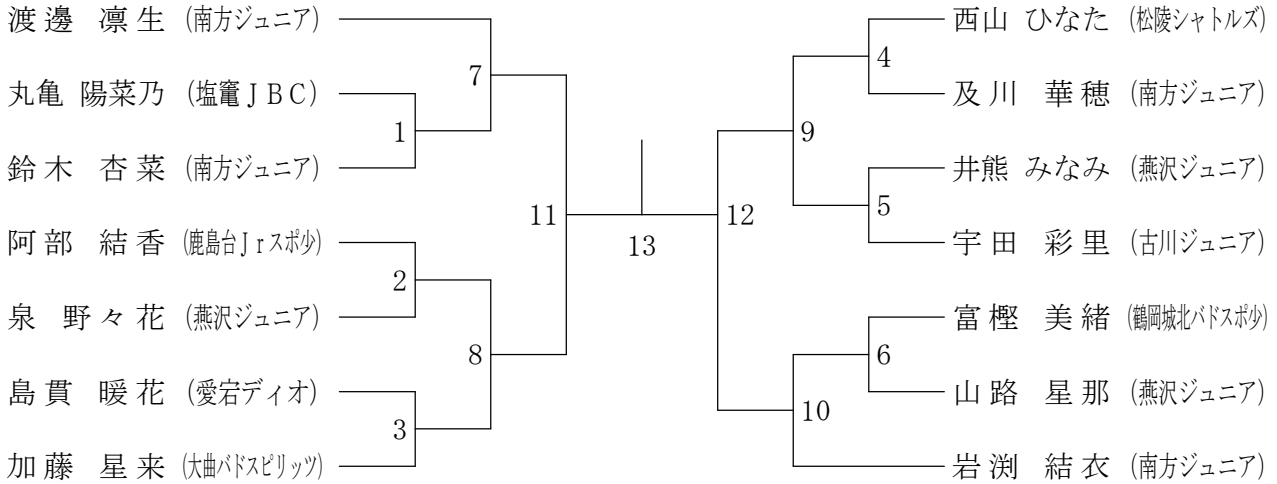 渡邊 凛生 (南方ジュニア)
丸亀 陽菜乃 (塩竈ＪＢＣ)
鈴木 杏菜 (南方ジュニア)
阿部 結香 (鹿島台Ｊｒスポ少)
泉 野々花 (燕沢ジュニア)
島貫 暖花 (愛宕ディオ)
加藤 星来 (大曲バドスピリッツ)
1
2
3
7
8
11
13
12
9
10
4
5
6
西山 ひなた (松陵シャトルズ)
及川 華穂 (南方ジュニア)
井熊 みなみ (燕沢ジュニア)
宇田 彩里 (古川ジュニア)
富樫 美緒 (鶴岡城北バドスポ少)
山路 星那 (燕沢ジュニア)
岩渕 結衣 (南方ジュニア)